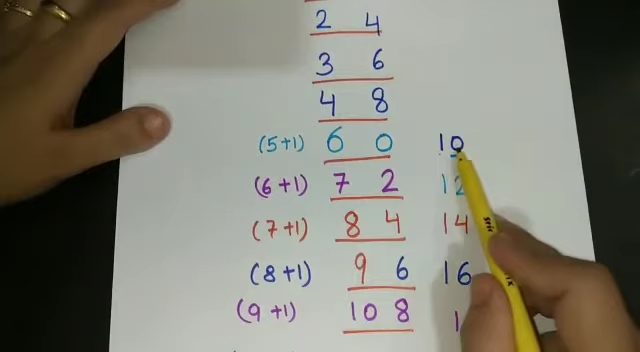 2 4
3 6
4 8
(5+1) 6 0 10
(6+1) 7 2 12
(7+1) 8 4 14
(8+1) 9 6 16
(9+1) 10 8 1